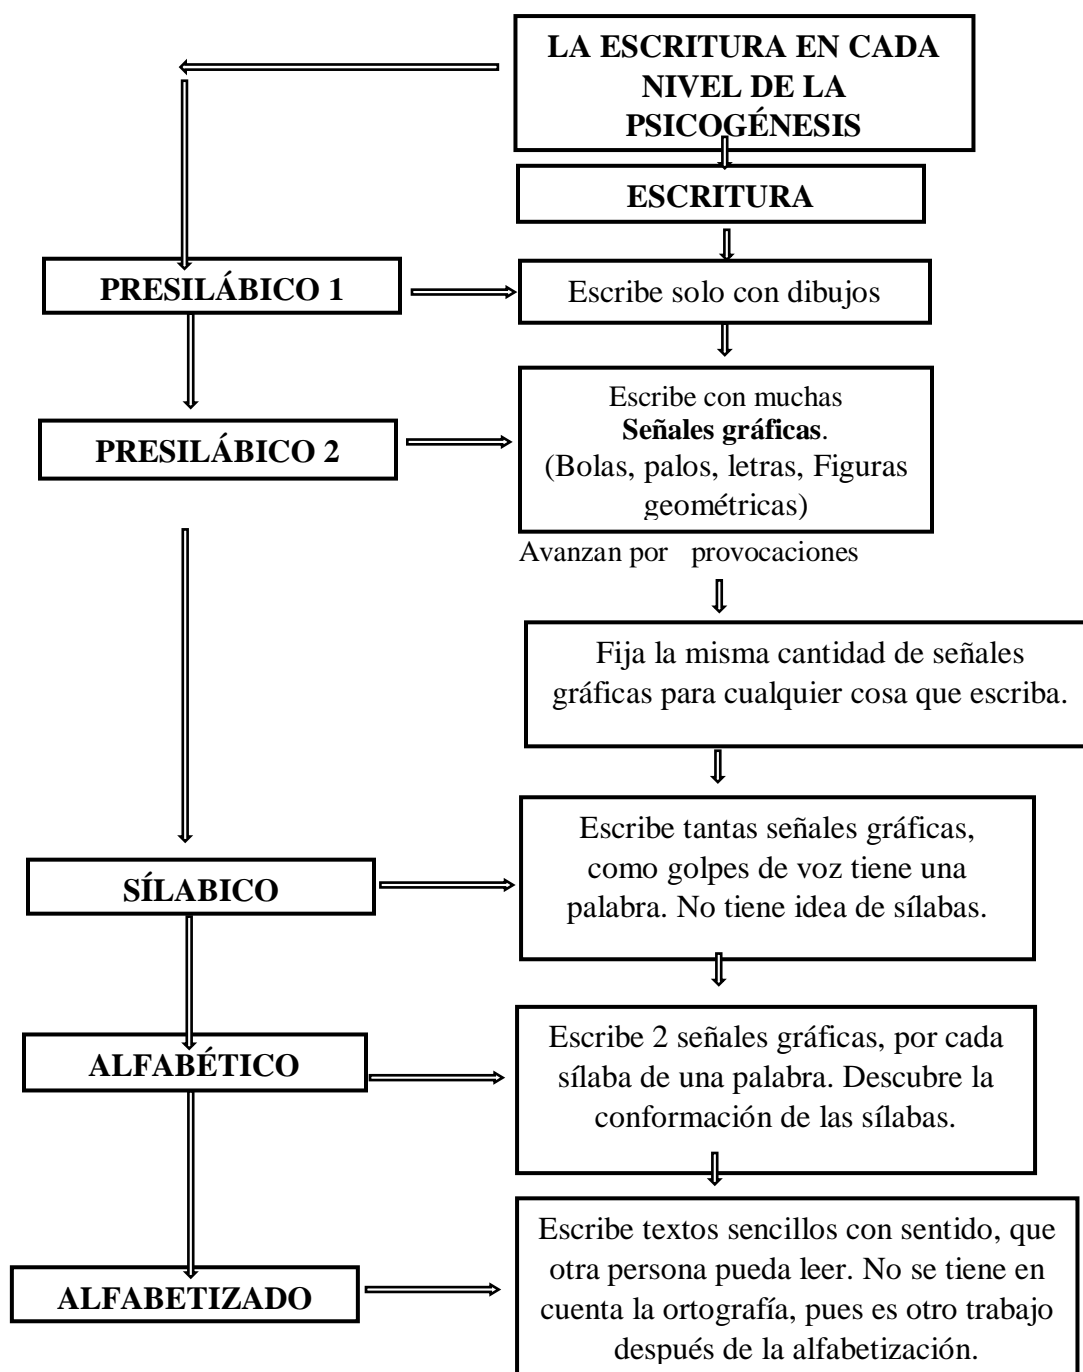 LA ESCRITURA EN CADA
NIVEL DE LA
PSICOGÉNESIS
ESCRITURA
PRESILÁBICO 1
Escribe solo con dibujos
PRESILÁBICO 2
Escribe con muchas
Señales gráficas.
(Bolas, palos, letras, Figuras
geométricas)
Avanzan por provocaciones
Fija la misma cantidad de señales
gráficas para cualquier cosa que escriba.
SÍLABICO
Escribe tantas señales gráficas,
como golpes de voz tiene una
palabra. No tiene idea de sílabas.
ALFABÉTICO
Escribe 2 señales gráficas, por cada
sílaba de una palabra. Descubre la
conformación de las sílabas.
ALFABETIZADO
Escribe textos sencillos con sentido, que
otra persona pueda leer. No se tiene en
cuenta la ortografía, pues es otro trabajo
después de la alfabetización.